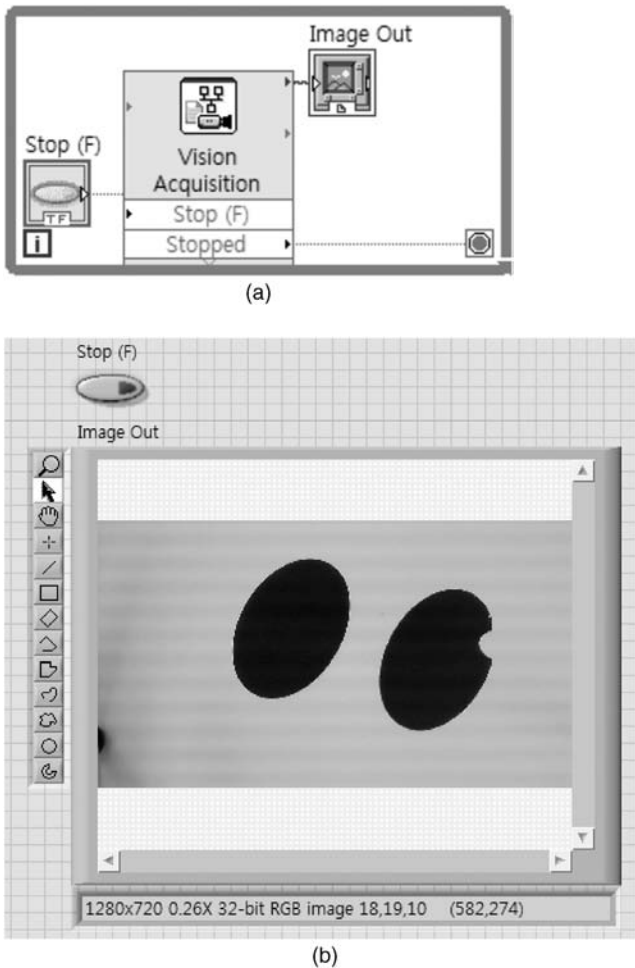 Image Out
Stop (F)
Vision
Acquisition
TF
Stop (F)
i
Stopped
(a)
Stop (F)
Image Out
1280x720 0.26X 32-bit RGB image 18,19,10 (582,274)
(b)